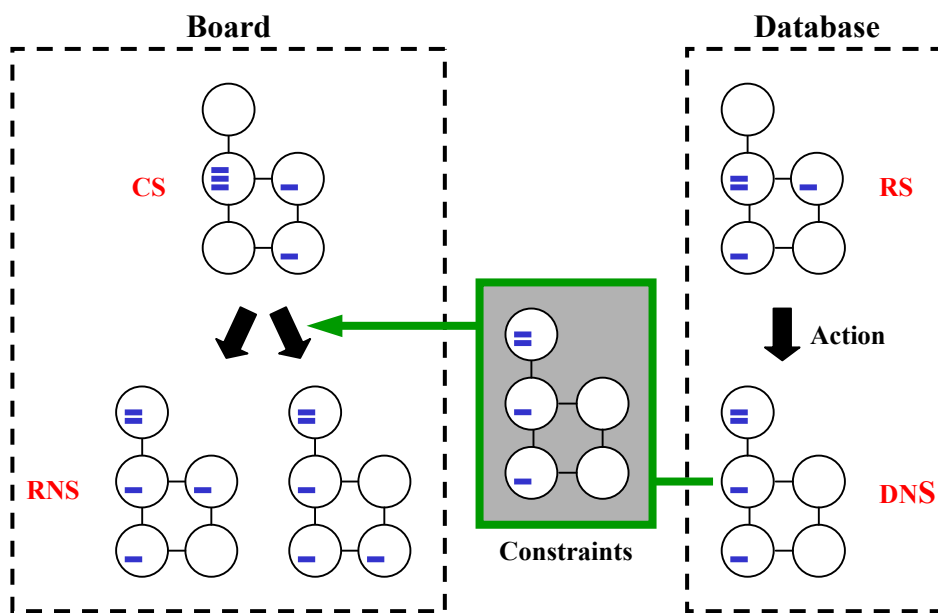 Board
Database
CS
RS
Action
RNS
DNS
Constraints